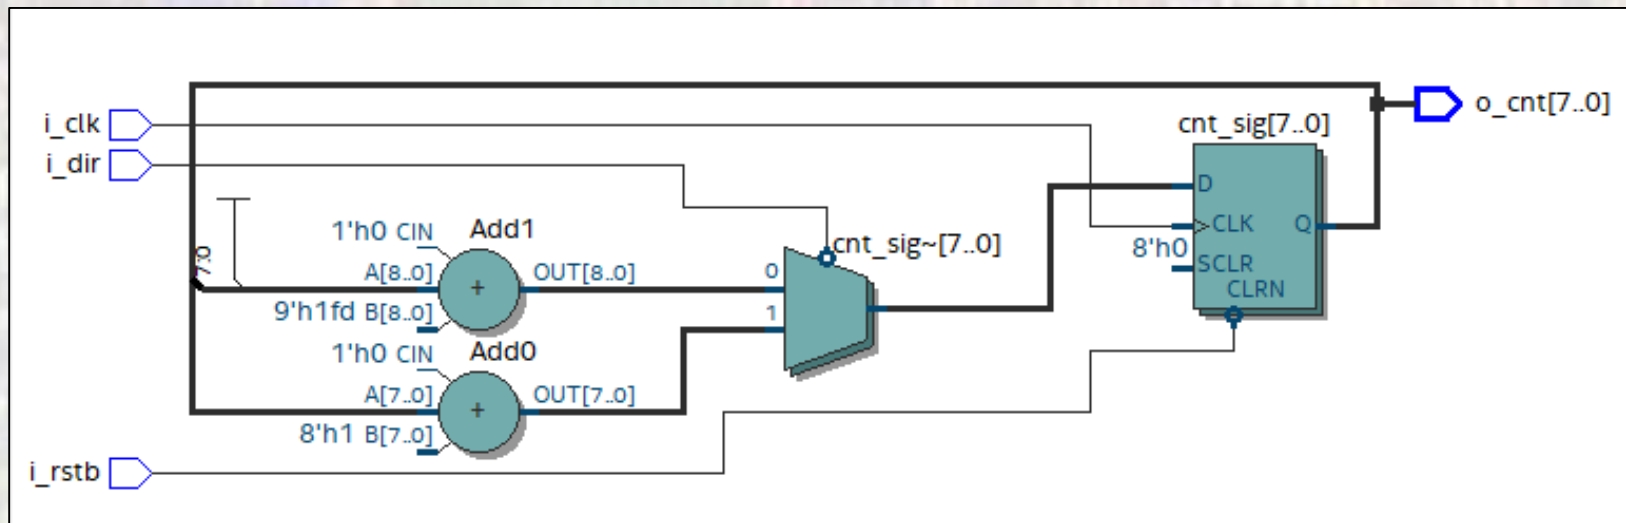 o_cnt[7..0]
i_clk
cnt_sig[7..0]
i_dir
D
1'h0 CIN
Add1
CLK
Q
cnt_sig~[7..0]
8'h0
SCLR
7:0
A[8..0]
OUT[8..0]
0
+
CLRN
9'h1fd B[8..0]
1
1'h0 CIN
Add0
A[7..0]
OUT[7..0]
+
8'h1 B[7..0]
i_rstb